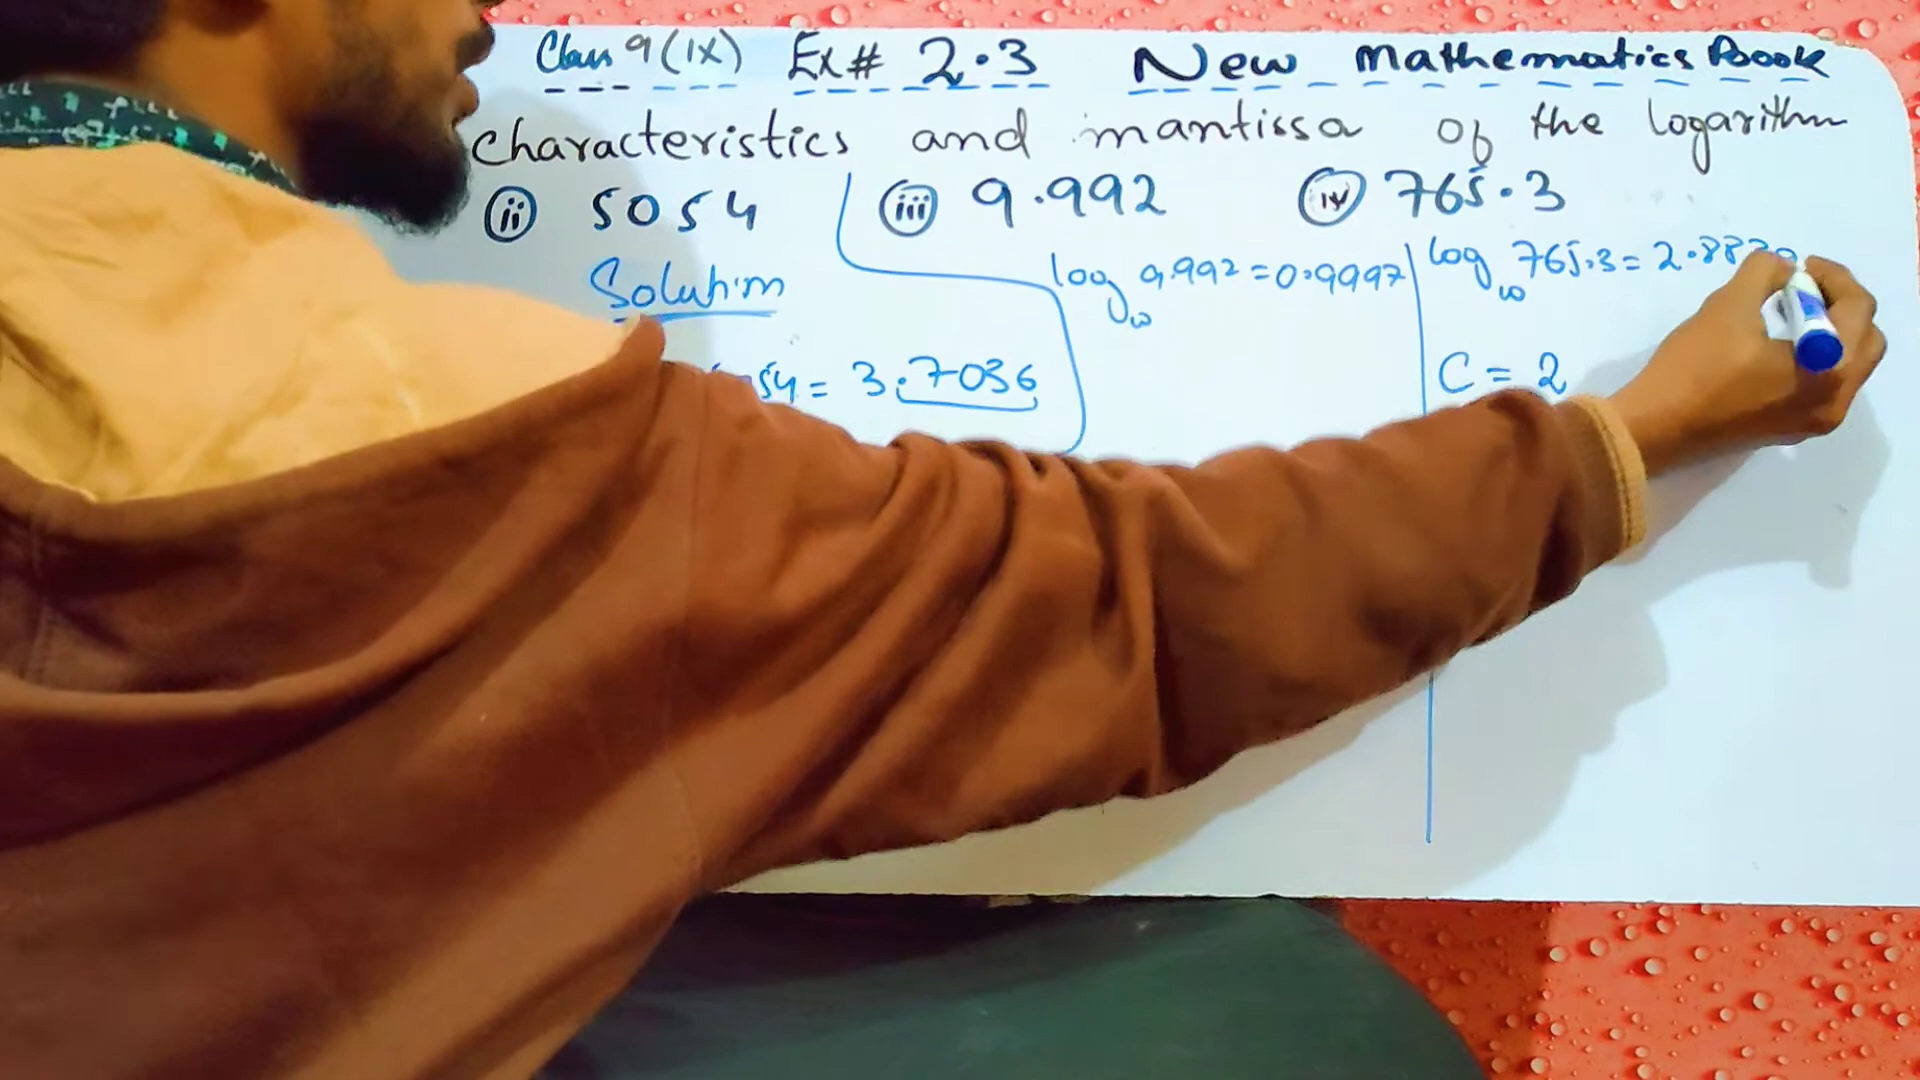 Class 9 (IX) Ex# 2.3 New Mathematics Book
characteristics and mantissa of the logarithm
(ii) 5054 (iii) 9.992 (iv) 765.3
Solution
log10 9.992 = 0.9997
log10 765.3 = 2.88
54 = 3.7036
C = 2